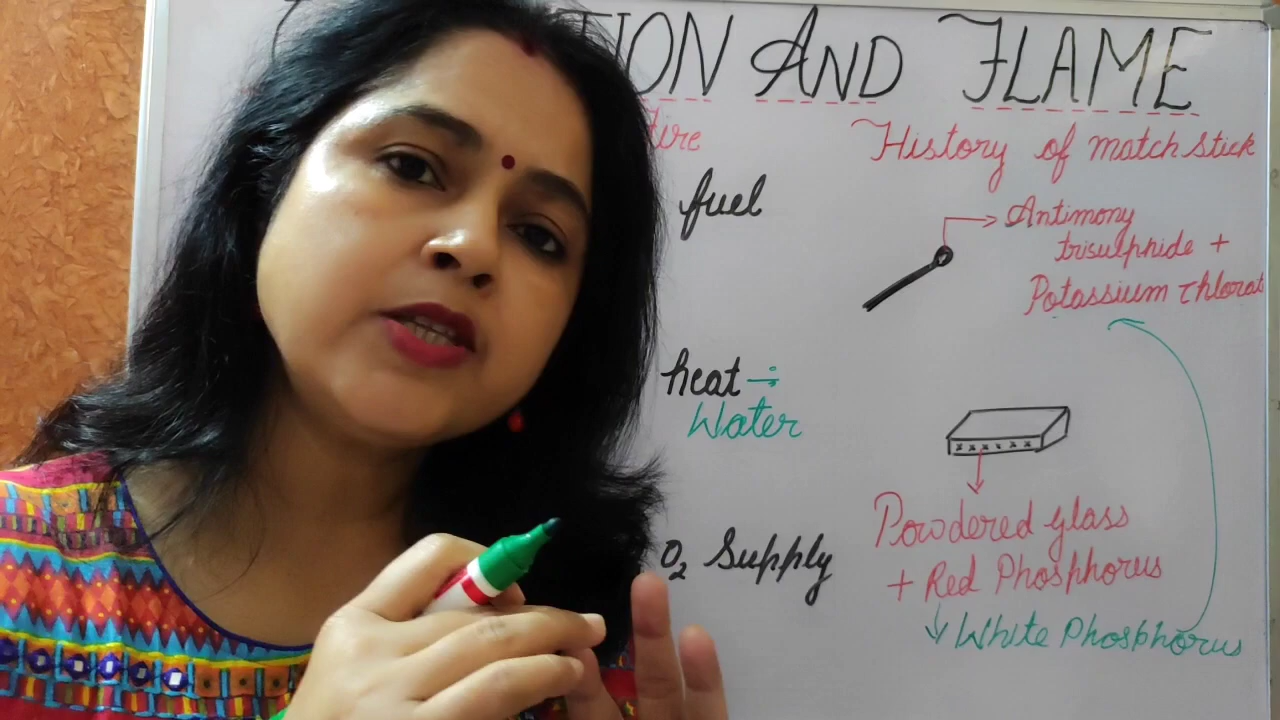 TION AND FLAME
fire
History of match stick
fuel
Antimony
trisulphide +
Potassium Chlorat
heat →
Water
O₂ Supply
Powdered glass
+ Red Phosphorus
↓ White Phosphorus